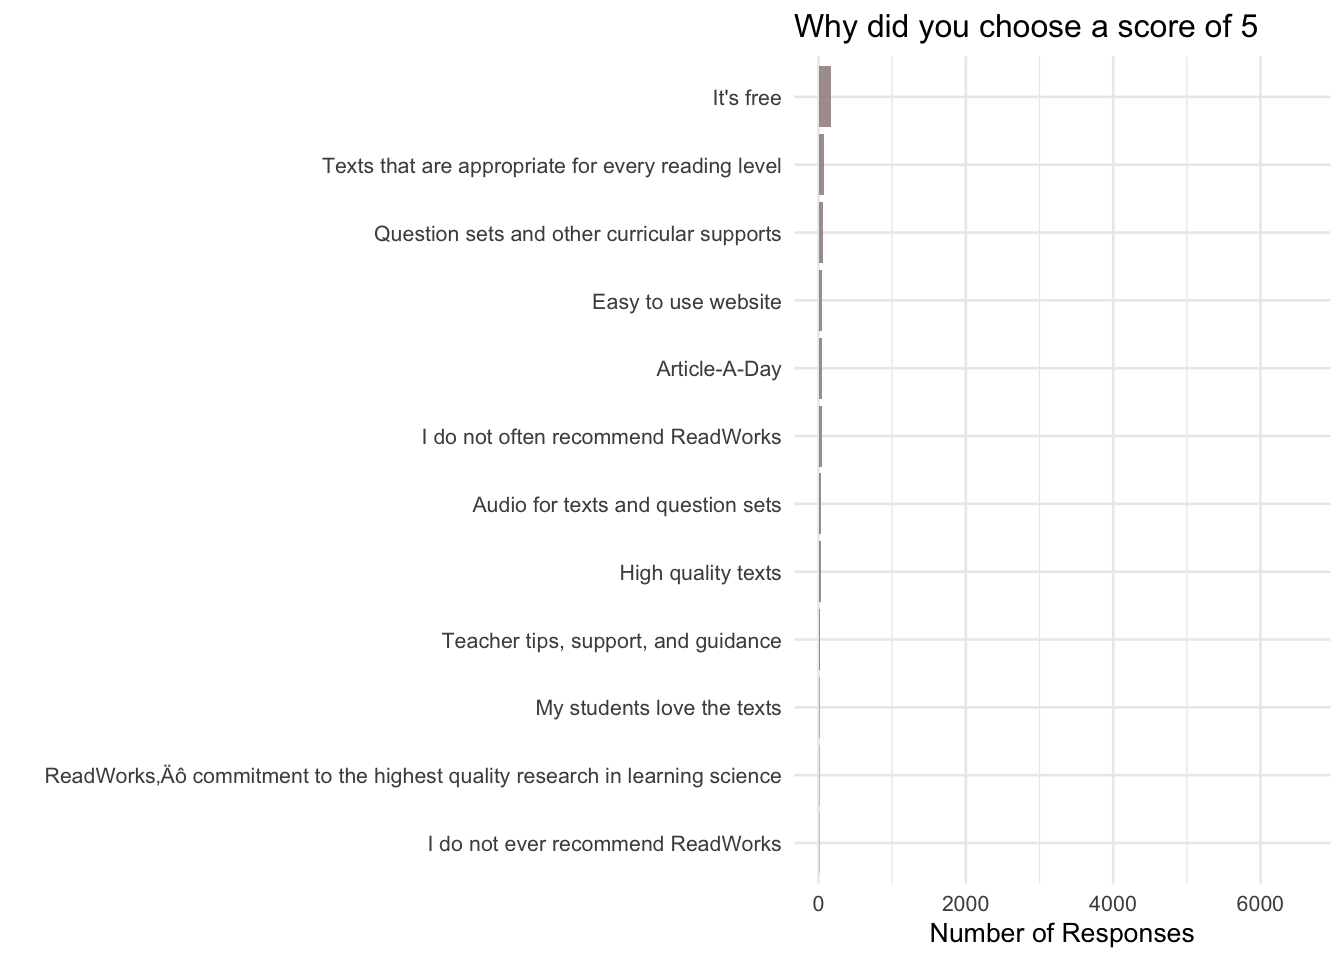 Why did you choose a score of 5
It's free
Texts that are appropriate for every reading level
Question sets and other curricular supports
Easy to use website
Article-A-Day
I do not often recommend ReadWorks
Audio for texts and question sets
High quality texts
Teacher tips, support, and guidance
My students love the texts
ReadWorks‚Äô commitment to the highest quality research in learning science
I do not ever recommend ReadWorks
0 2000 4000 6000
Number of Responses